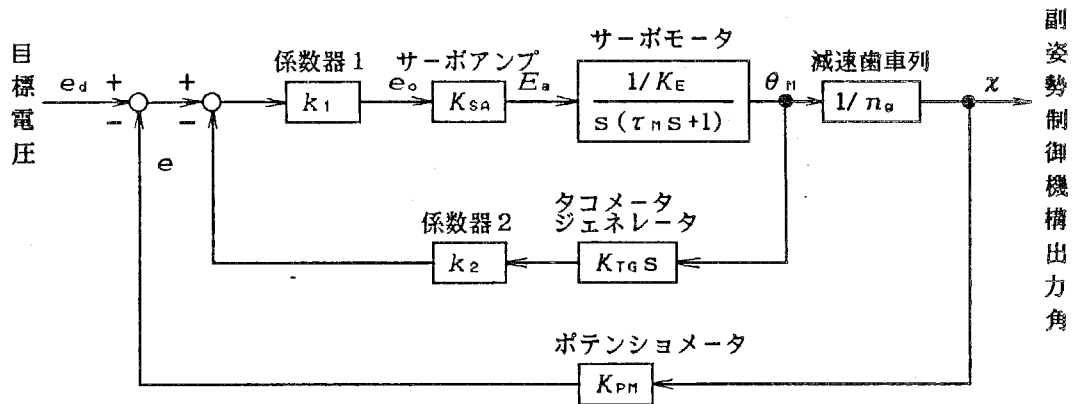 目標電圧
e_d
+
−
+
−
e
係数器1
k₁
e_o
サーボアンプ
K_SA
E_a
サーボモータ
1/K_E
s(τ_M s+1)
θ_M
減速歯車列
1/n_g
x
副姿勢制御機構出力角
係数器2
k₂
タコメータ
ジェネレータ
K_TG s
ポテンショメータ
K_PM